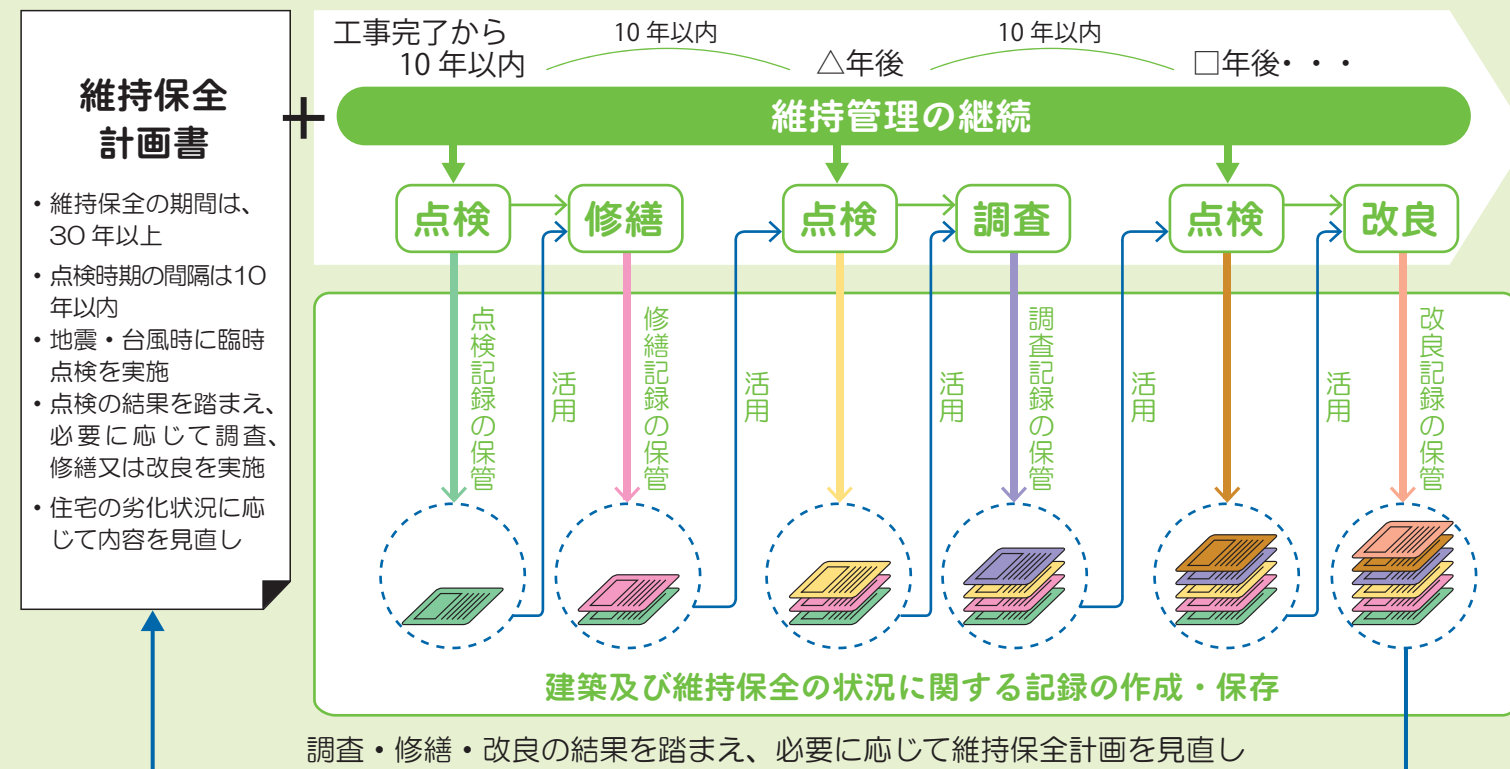 維持保全
計画書
・維持保全の期間は、
30年以上
・点検時期の間隔は10
年以内
・地震・台風時に臨時
点検を実施
・点検の結果を踏まえ、
必要に応じて調査、
修繕又は改良を実施
・住宅の劣化状況に応
じて内容を見直し
+
工事完了から
10年以内
10年以内
△年後
10年以内
□年後・・・
維持管理の継続
点検
修繕
点検
調査
点検
改良
点検記録の保管
活用
修繕記録の保管
活用
活用
調査記録の保管
活用
活用
改良記録の保管
建築及び維持保全の状況に関する記録の作成・保存
調査・修繕・改良の結果を踏まえ、必要に応じて維持保全計画を見直し